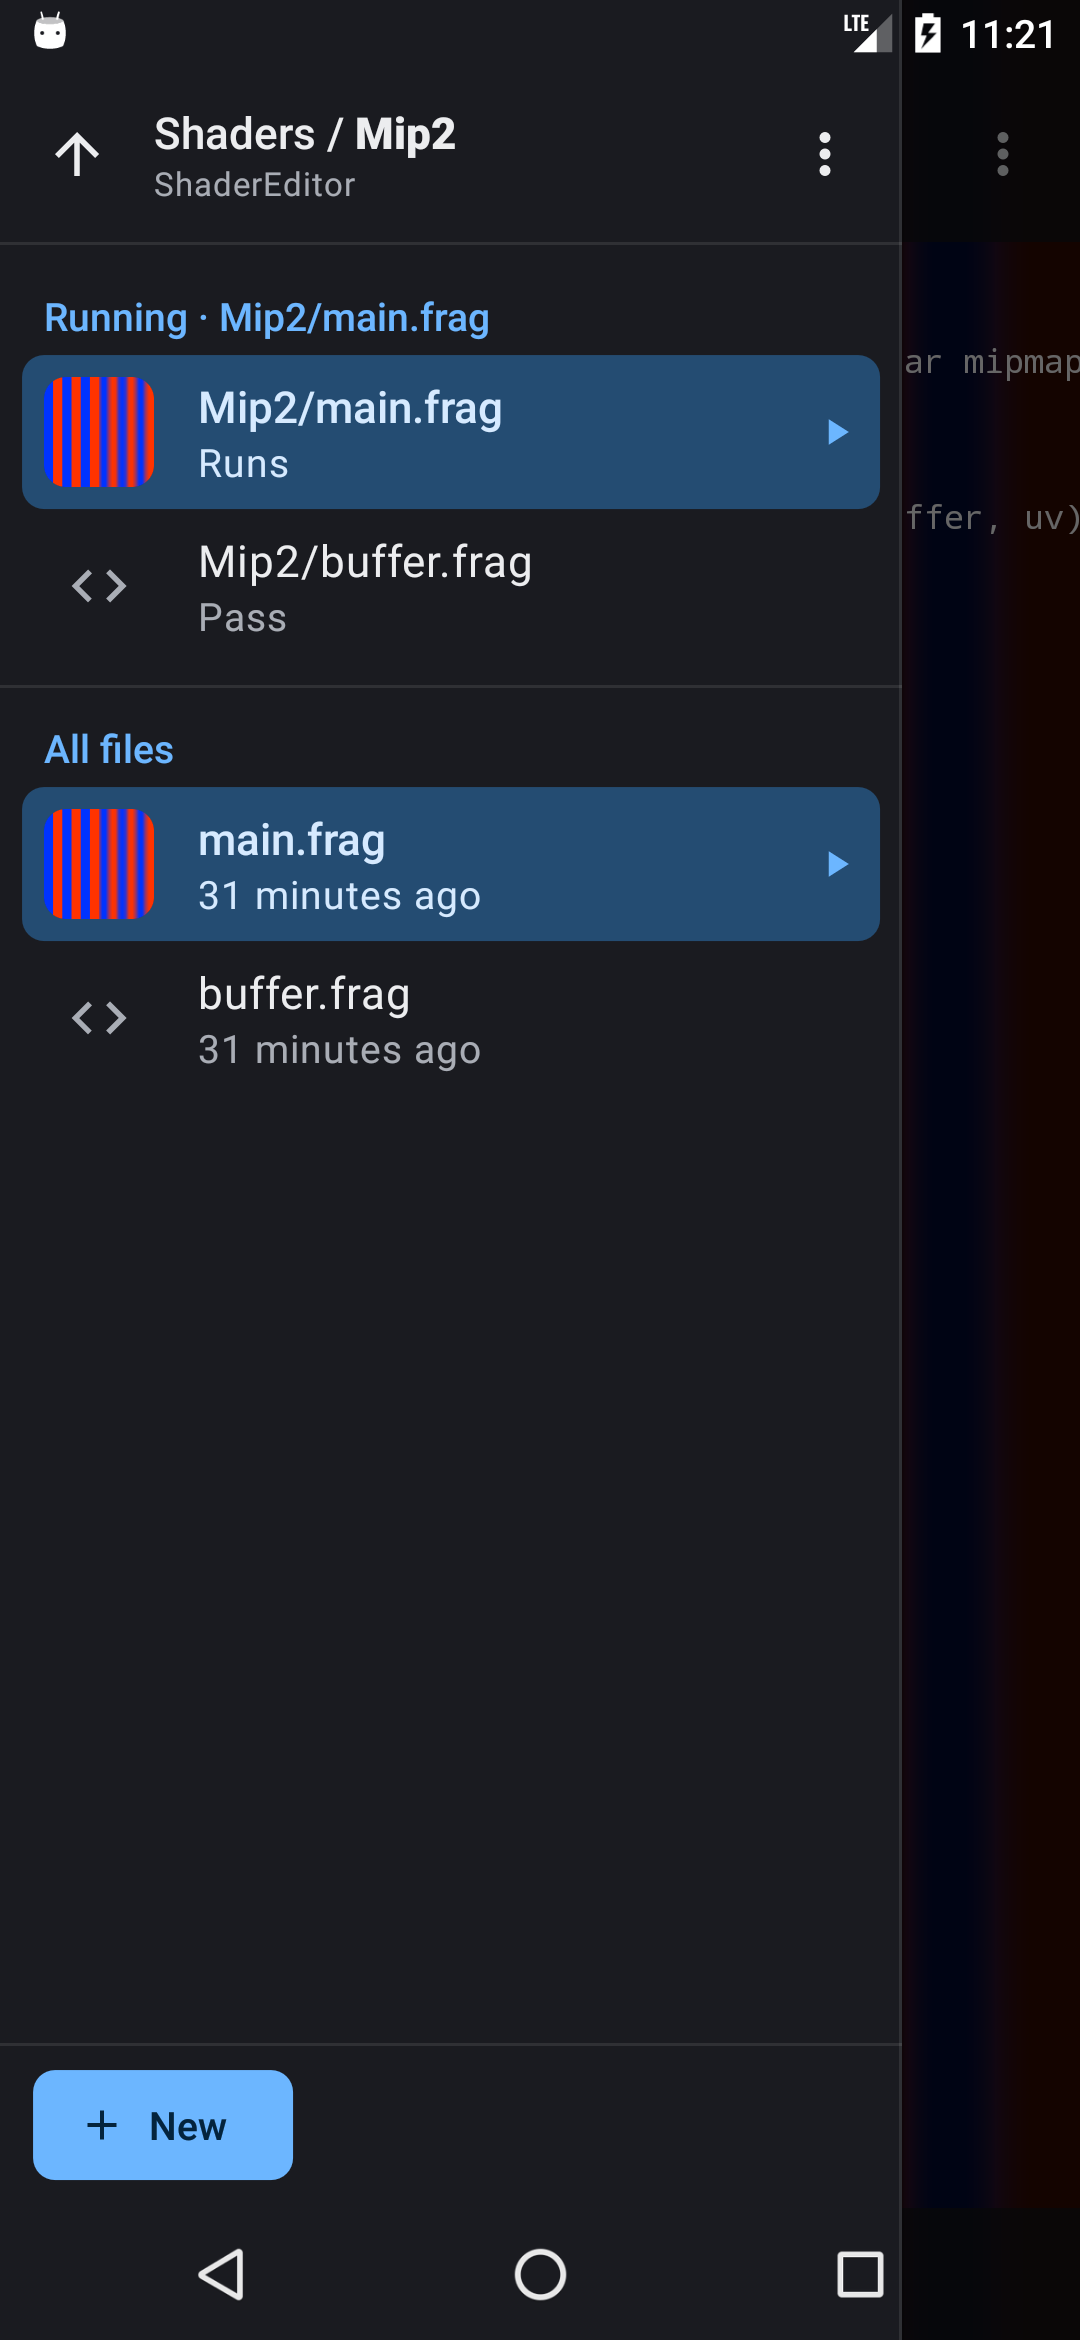 LTE 11:21
Shaders / Mip2
ShaderEditor
Running · Mip2/main.frag
ar mipmap
Mip2/main.frag
Runs
ffer, uv)
Mip2/buffer.frag
Pass
All files
main.frag
31 minutes ago
buffer.frag
31 minutes ago
New